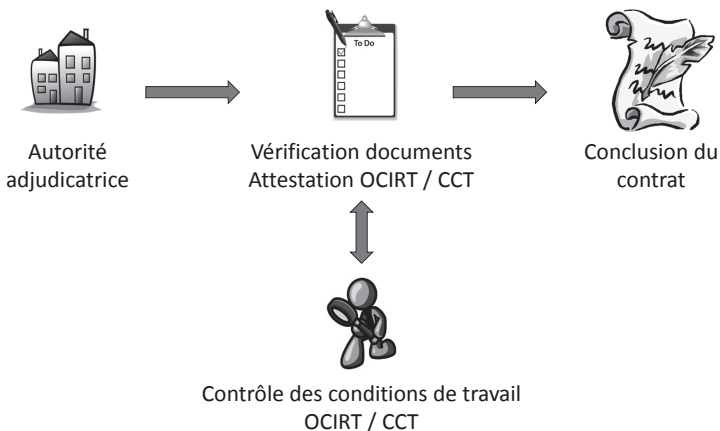 To Do
Autorité
adjudicatrice
Vérification documents
Attestation OCIRT / CCT
Conclusion du
contrat
Contrôle des conditions de travail
OCIRT / CCT